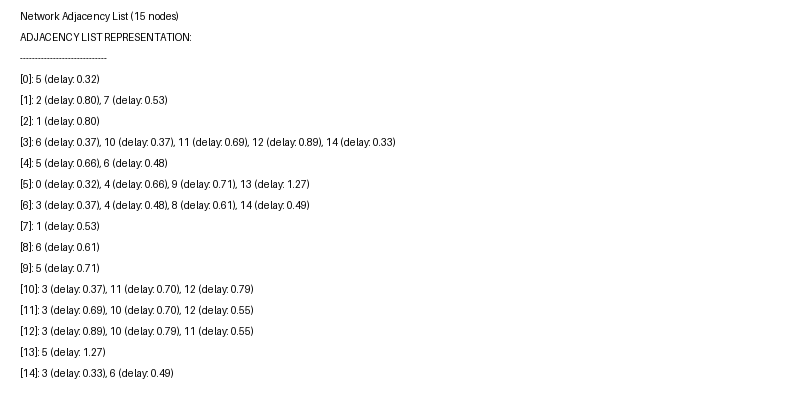 Network Adjacency List (15 nodes)
ADJACENCY LIST REPRESENTATION:
------------------------------
[0]: 5 (delay: 0.32)
[1]: 2 (delay: 0.80), 7 (delay: 0.53)
[2]: 1 (delay: 0.80)
[3]: 6 (delay: 0.37), 10 (delay: 0.37), 11 (delay: 0.69), 12 (delay: 0.89), 14 (delay: 0.33)
[4]: 5 (delay: 0.66), 6 (delay: 0.48)
[5]: 0 (delay: 0.32), 4 (delay: 0.66), 9 (delay: 0.71), 13 (delay: 1.27)
[6]: 3 (delay: 0.37), 4 (delay: 0.48), 8 (delay: 0.61), 14 (delay: 0.49)
[7]: 1 (delay: 0.53)
[8]: 6 (delay: 0.61)
[9]: 5 (delay: 0.71)
[10]: 3 (delay: 0.37), 11 (delay: 0.70), 12 (delay: 0.79)
[11]: 3 (delay: 0.69), 10 (delay: 0.70), 12 (delay: 0.55)
[12]: 3 (delay: 0.89), 10 (delay: 0.79), 11 (delay: 0.55)
[13]: 5 (delay: 1.27)
[14]: 3 (delay: 0.33), 6 (delay: 0.49)